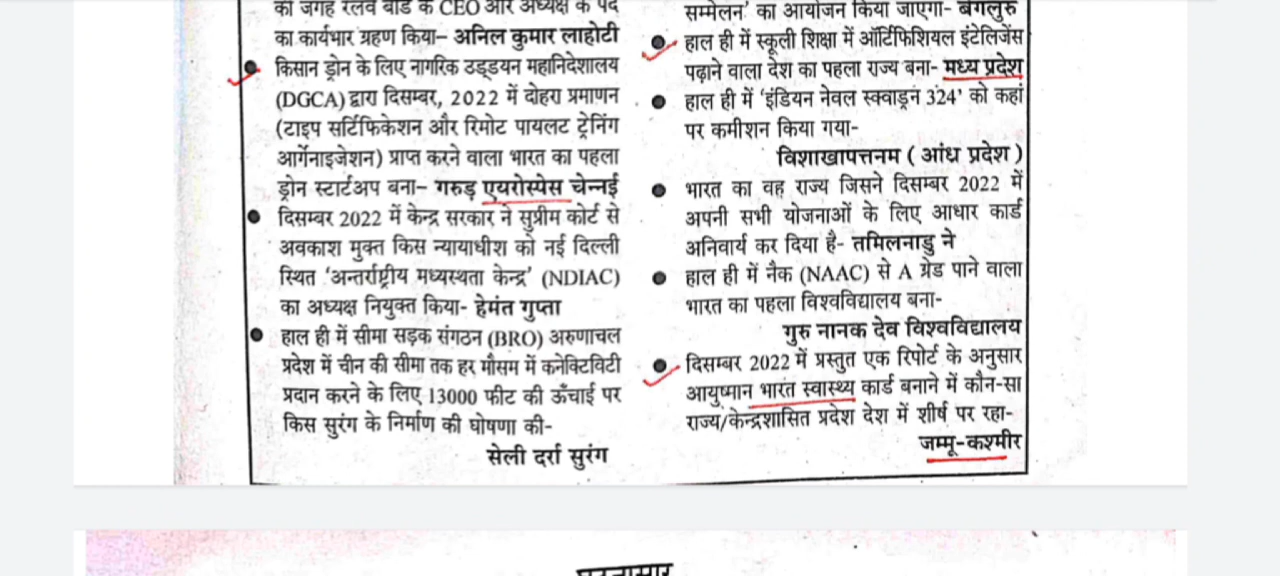 की जगह रेलवे बोर्ड के CEO और अध्यक्ष के पद
का कार्यभार ग्रहण किया– अनिल कुमार लाहोटी
● किसान ड्रोन के लिए नागरिक उड्डयन महानिदेशालय
(DGCA) द्वारा दिसम्बर, 2022 में दोहरा प्रमाणन
(टाइप सर्टिफिकेशन और रिमोट पायलट ट्रेनिंग
आर्गेनाइजेशन) प्राप्त करने वाला भारत का पहला
ड्रोन स्टार्टअप बना– गरुड़ एयरोस्पेस चेन्नई
● दिसम्बर 2022 में केन्द्र सरकार ने सुप्रीम कोर्ट से
अवकाश मुक्त किस न्यायाधीश को नई दिल्ली
स्थित ‘अन्तर्राष्ट्रीय मध्यस्थता केन्द्र’ (NDIAC)
का अध्यक्ष नियुक्त किया- हेमंत गुप्ता
● हाल ही में सीमा सड़क संगठन (BRO) अरुणाचल
प्रदेश में चीन की सीमा तक हर मौसम में कनेक्टिविटी
प्रदान करने के लिए 13000 फीट की ऊँचाई पर
किस सुरंग के निर्माण की घोषणा की-
सेली दर्रा सुरंग
सम्मेलन’ का आयोजन किया जाएगा- बेंगलुरु
● हाल ही में स्कूली शिक्षा में ऑर्टिफिशियल इंटेलिजेंस
पढ़ाने वाला देश का पहला राज्य बना- मध्य प्रदेश
● हाल ही में ‘इंडियन नेवल स्क्वाड्रन 324’ को कहां
पर कमीशन किया गया-
विशाखापत्तनम ( आंध्र प्रदेश )
● भारत का वह राज्य जिसने दिसम्बर 2022 में
अपनी सभी योजनाओं के लिए आधार कार्ड
अनिवार्य कर दिया है- तमिलनाडु ने
● हाल ही में नैक (NAAC) से A ग्रेड पाने वाला
भारत का पहला विश्वविद्यालय बना-
गुरु नानक देव विश्वविद्यालय
● दिसम्बर 2022 में प्रस्तुत एक रिपोर्ट के अनुसार
आयुष्मान भारत स्वास्थ्य कार्ड बनाने में कौन-सा
राज्य/केन्द्रशासित प्रदेश देश में शीर्ष पर रहा-
जम्मू-कश्मीर